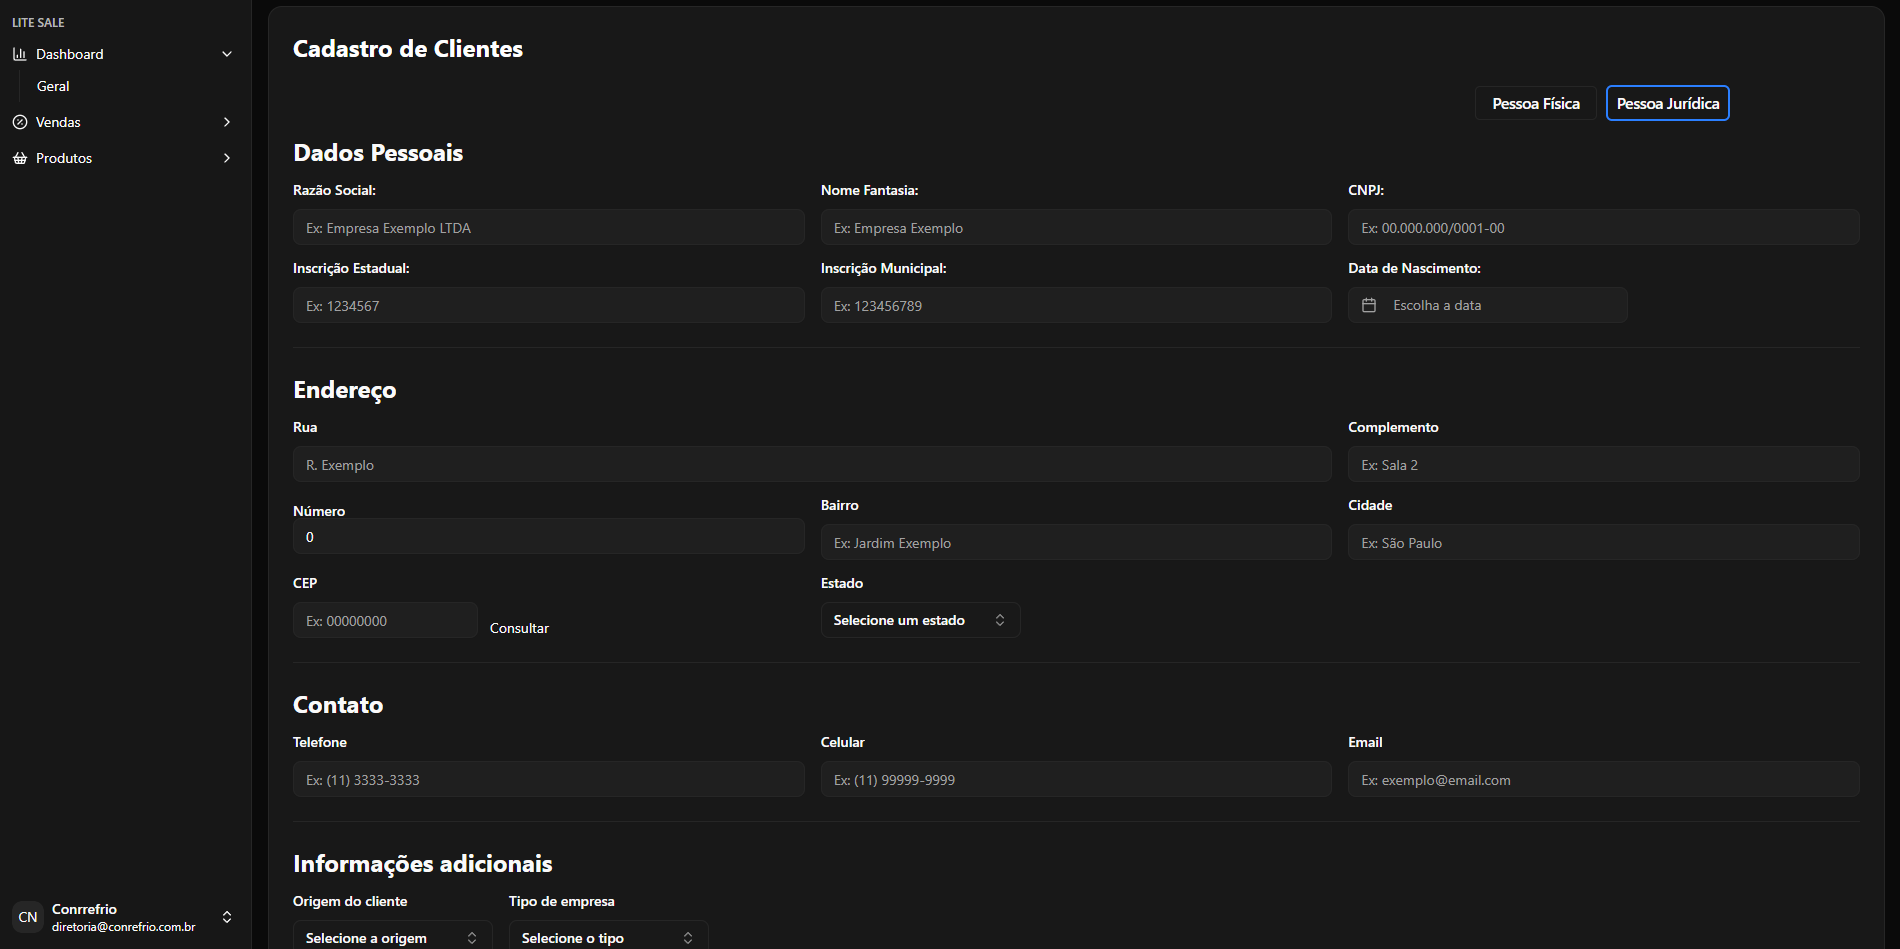 LITE SALE
Dashboard
Geral
Vendas
Produtos
Conrrefrio
CN
diretoria@conrefrio.com.br
Cadastro de Clientes
Pessoa Física
Pessoa Jurídica
Dados Pessoais
Razão Social:
Nome Fantasia:
CNPJ:
Ex: Empresa Exemplo LTDA
Ex: Empresa Exemplo
Ex: 00.000.000/0001-00
Inscrição Estadual:
Inscrição Municipal:
Data de Nascimento:
Ex: 1234567
Ex: 123456789
Escolha a data
Endereço
Rua
Complemento
R. Exemplo
Ex: Sala 2
Número
Bairro
Cidade
0
Ex: Jardim Exemplo
Ex: São Paulo
CEP
Estado
Ex: 00000000
Consultar
Selecione um estado
Contato
Telefone
Celular
Email
Ex: (11) 3333-3333
Ex: (11) 99999-9999
Ex: exemplo@email.com
Informações adicionais
Origem do cliente
Tipo de empresa
Selecione a origem
Selecione o tipo